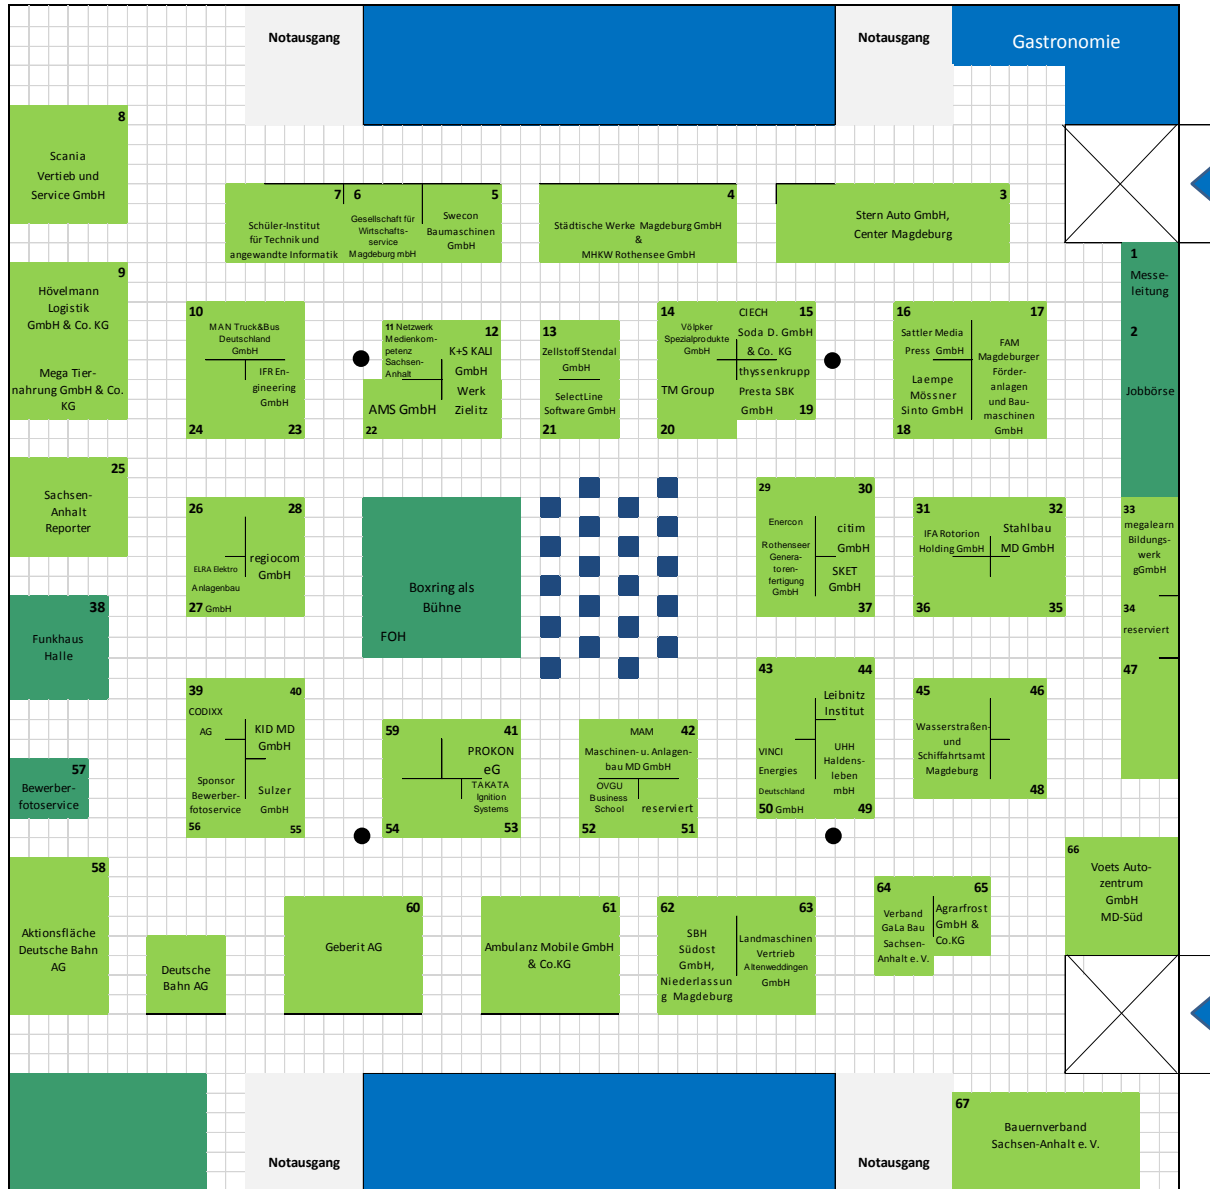 Notausgang
Notausgang
Gastronomie
8
Scania
Vertieb und
Service GmbH
7
Schüler-Institut
für Technik und
angewandte Informatik
6
Gesellschaft für
Wirtschafts-
service
Magdeburg mbH
5
Swecon
Baumaschinen
GmbH
4
Städtische Werke Magdeburg GmbH
&
MHKW Rothensee GmbH
3
Stern Auto GmbH,
Center Magdeburg
1
Messe-
leitung
2
Jobbörse
9
Hövelmann
Logistik
GmbH & Co. KG
Mega Tier-
nahrung GmbH & Co.
KG
10
MAN Truck&Bus
Deutschland
GmbH
IFR En-
gineering
GmbH
24
23
11 Netzwerk
Medienkom-
petenz
Sachsen-
Anhalt
12
K+S KALI
GmbH
Werk
Zielitz
AMS GmbH
22
13
Zellstoff Stendal
GmbH
SelectLine
Software GmbH
21
14
Völpker
Spezialprodukte
GmbH
CIECH
15
Soda D. GmbH
& Co. KG
thyssenkrupp
Presta SBK
GmbH
19
TM Group
20
16
Sattler Media
Press GmbH
Laempe
Mössner
Sinto GmbH
18
17
FAM
Magdeburger
Förder-
anlagen
und Bau-
maschinen
GmbH
25
Sachsen-
Anhalt
Reporter
26
ELRA Elektro
Anlagenbau
27 GmbH
28
regiocom
GmbH
Boxring als
Bühne
FOH
29
Enercon
Rothenseer
Genera-
torenfertigung
GmbH
30
citim
GmbH
SKET
GmbH
37
31
IFA Rotorion
Holding GmbH
32
Stahlbau
MD GmbH
36
35
33
megalearn
Bildungs-
werk
gGmbH
34
reserviert
47
38
Funkhaus
Halle
39
CODIXX
AG
40
KID MD
GmbH
Sponsor
Bewerber-
fotoservice
56
Sulzer
GmbH
55
59
41
PROKON
eG
TAKATA
Ignition
Systems
54
53
MAM
42
Maschinen- u. Anlagen-
bau MD GmbH
OVGU
Business
School
reserviert
52
51
43
VINCI
Energies
Deutschland
50 GmbH
44
Leibnitz
Institut
UHH
Haldens-
leben
mbH
49
45
46
Wasserstraßen-
und
Schiffahrtsamt
Magdeburg
48
57
Bewerber-
fotoservice
58
Aktionsfläche
Deutsche Bahn
AG
Deutsche
Bahn AG
60
Geberit AG
61
Ambulanz Mobile GmbH
& Co.KG
62
SBH
Südost
GmbH,
Niederlassun
g Magdeburg
63
Landmaschinen
Vertrieb
Altenweddingen
GmbH
64
Verband
GaLa Bau
Sachsen-
Anhalt e. V.
65
Agrarfrost
GmbH &
Co.KG
66
Voets Auto-
zentrum
GmbH
MD-Süd
Notausgang
Notausgang
67
Bauernverband
Sachsen-Anhalt e. V.